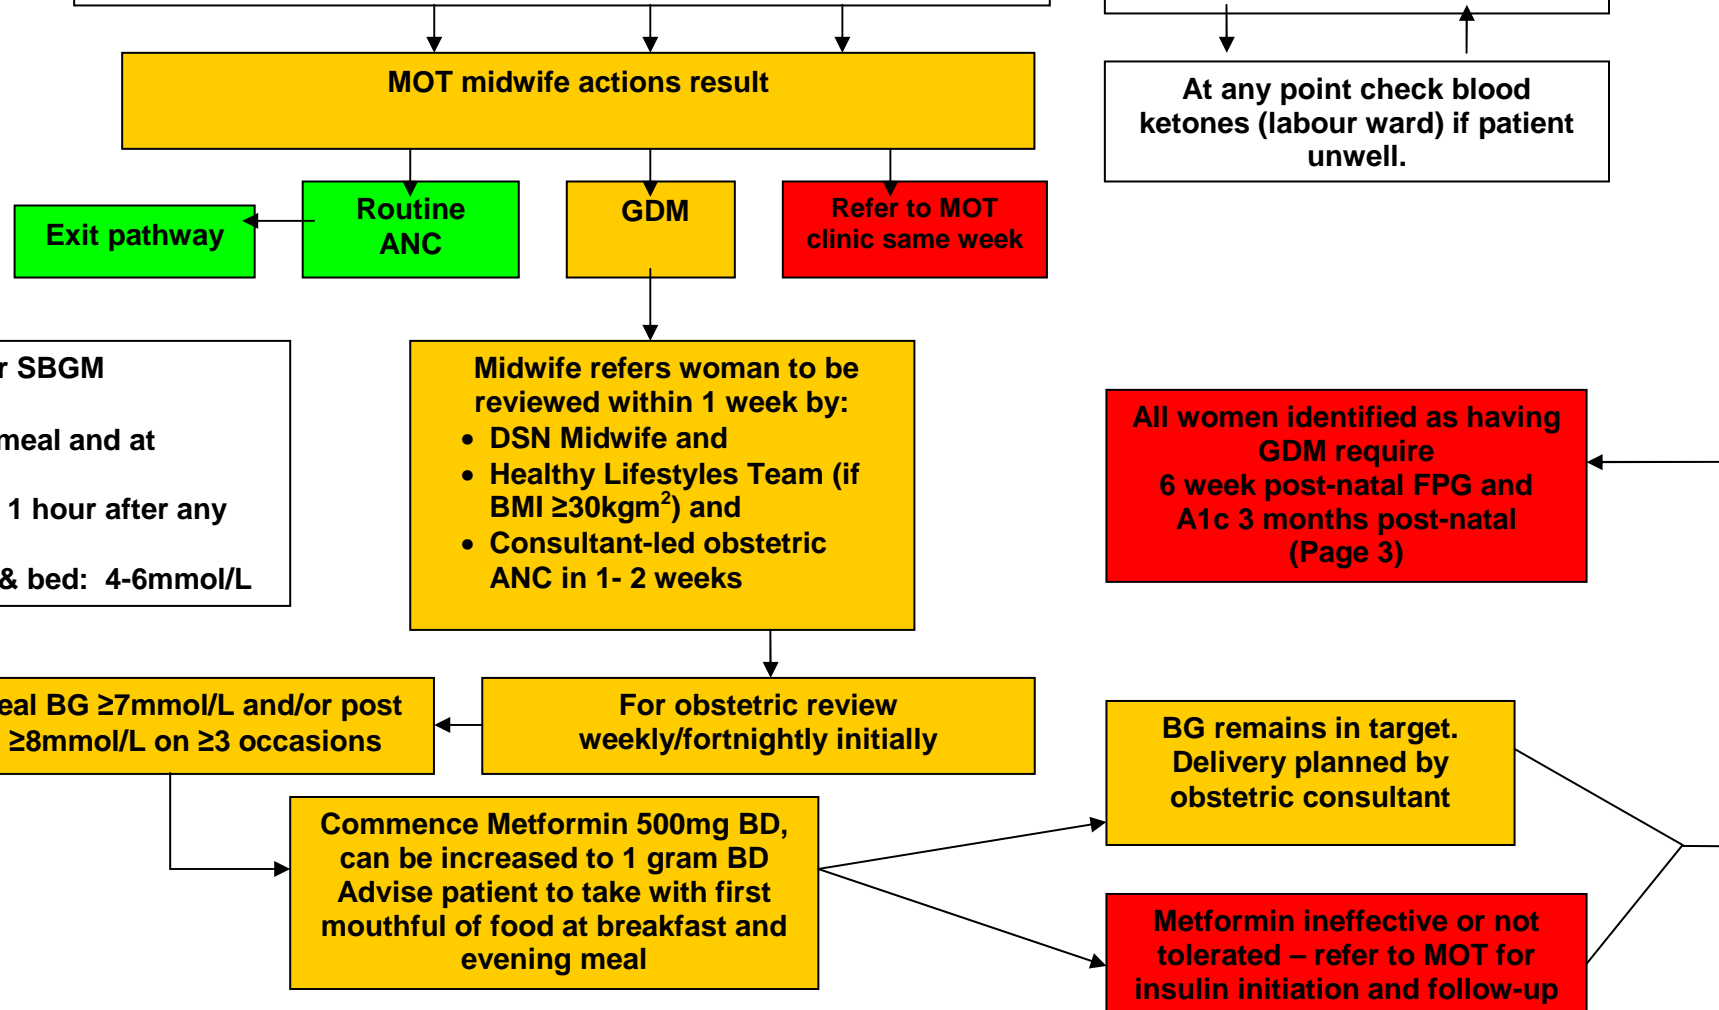 MOT midwife actions result
At any point check blood
ketones (labour ward) if patient
unwell.
Exit pathway
Routine
ANC
GDM
Refer to MOT
clinic same week
r SBGM
meal and at
1 hour after any
& bed:  4-6mmol/L
Midwife refers woman to be
reviewed within 1 week by:
• DSN Midwife and
• Healthy Lifestyles Team (if
BMI ≥30kgm²) and
• Consultant-led obstetric
ANC in 1- 2 weeks
All women identified as having
GDM require
6 week post-natal FPG and
A1c 3 months post-natal
(Page 3)
eal BG ≥7mmol/L and/or post
≥8mmol/L on ≥3 occasions
For obstetric review
weekly/fortnightly initially
BG remains in target.
Delivery planned by
obstetric consultant
Commence Metformin 500mg BD,
can be increased to 1 gram BD
Advise patient to take with first
mouthful of food at breakfast and
evening meal
Metformin ineffective or not
tolerated – refer to MOT for
insulin initiation and follow-up